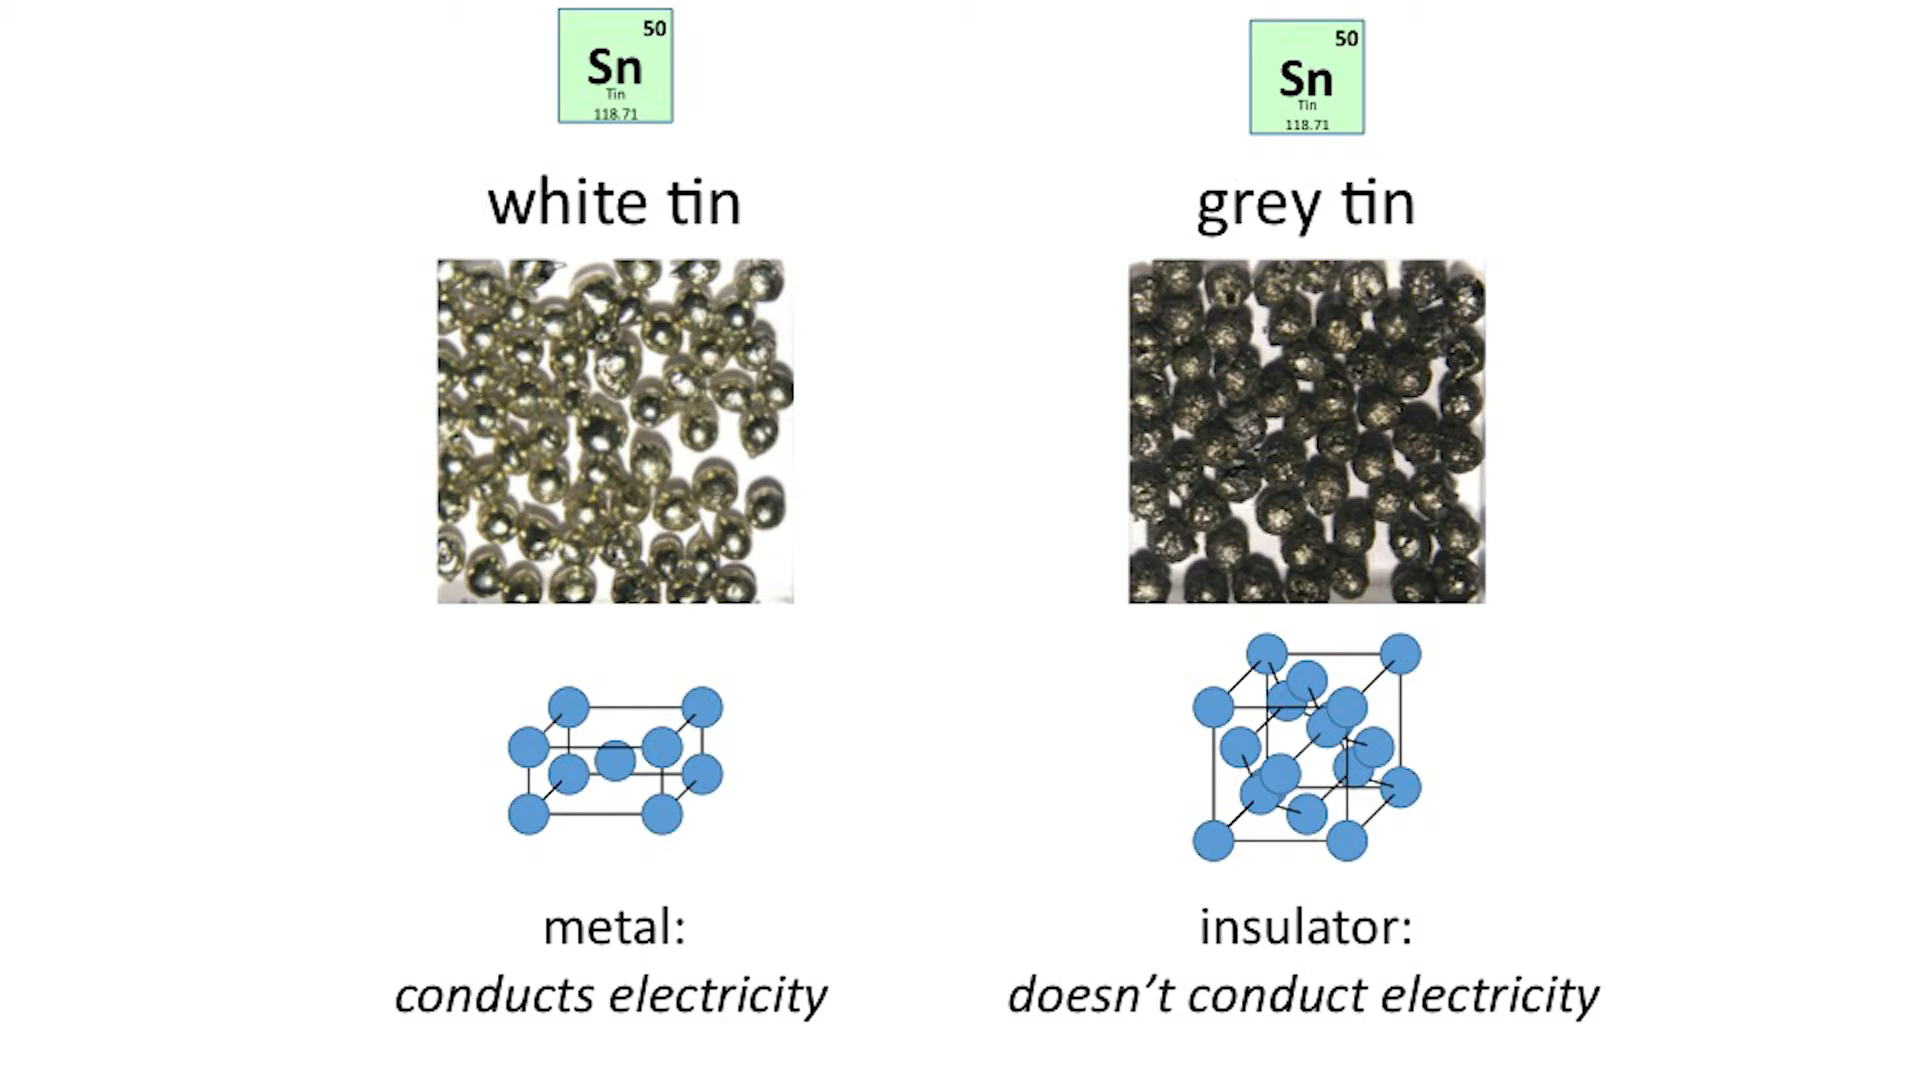 50
Sn
Tin
118.71
white tin
metal:
conducts electricity
50
Sn
Tin
118.71
grey tin
insulator:
doesn’t conduct electricity